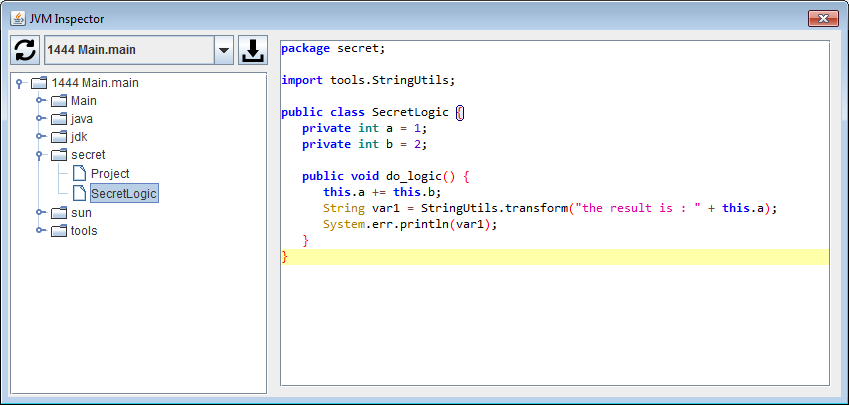 JVM Inspector
1444 Main.main
1444 Main.main
Main
java
jdk
secret
Project
SecretLogic
sun
tools
package secret;
import tools.StringUtils;
public class SecretLogic {
private int a = 1;
private int b = 2;
public void do_logic() {
this.a += this.b;
String var1 = StringUtils.transform("the result is : " + this.a);
System.err.println(var1);
}
}